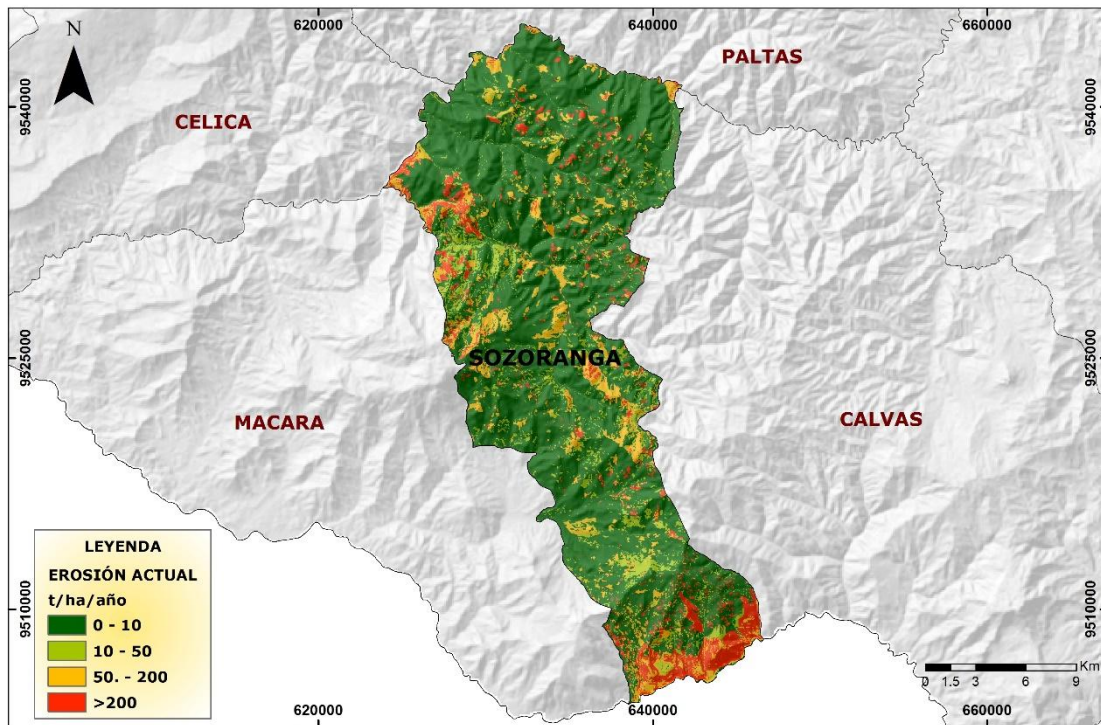 620000 640000 660000
N
PALTAS
9540000 9540000
CELICA
9525000 SOZORANGA 9525000
MACARA CALVAS
LEYENDA
EROSIÓN ACTUAL
t/ha/año
0 - 10
10 - 50
50. - 200
>200
9510000 9510000
Km
0 1.5 3 6 9
620000 640000 660000